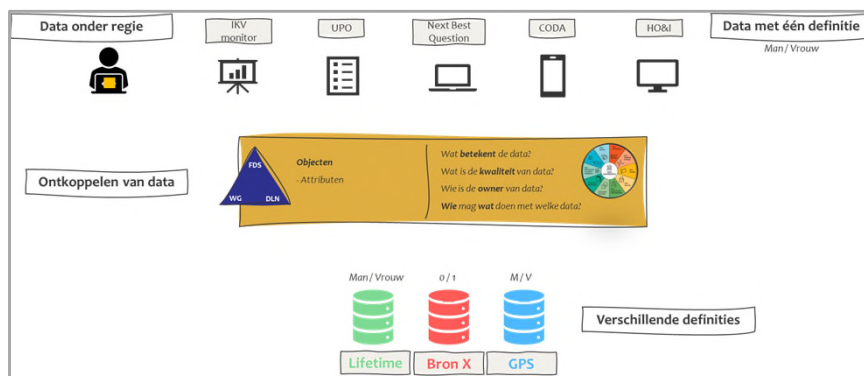 Data onder regie
IKV
monitor
UPO
Next Best
Question
CODA
HO&I
Data met één definitie
Man / Vrouw
Ontkoppelen van data
FDS
WG
DLN
Objecten
- Attributen
Wat betekent de data?
Wat is de kwaliteit van data?
Wie is de owner van data?
Wie mag wat doen met welke data?
Man / Vrouw
0 / 1
M / V
Lifetime
Bron X
GPS
Verschillende definities